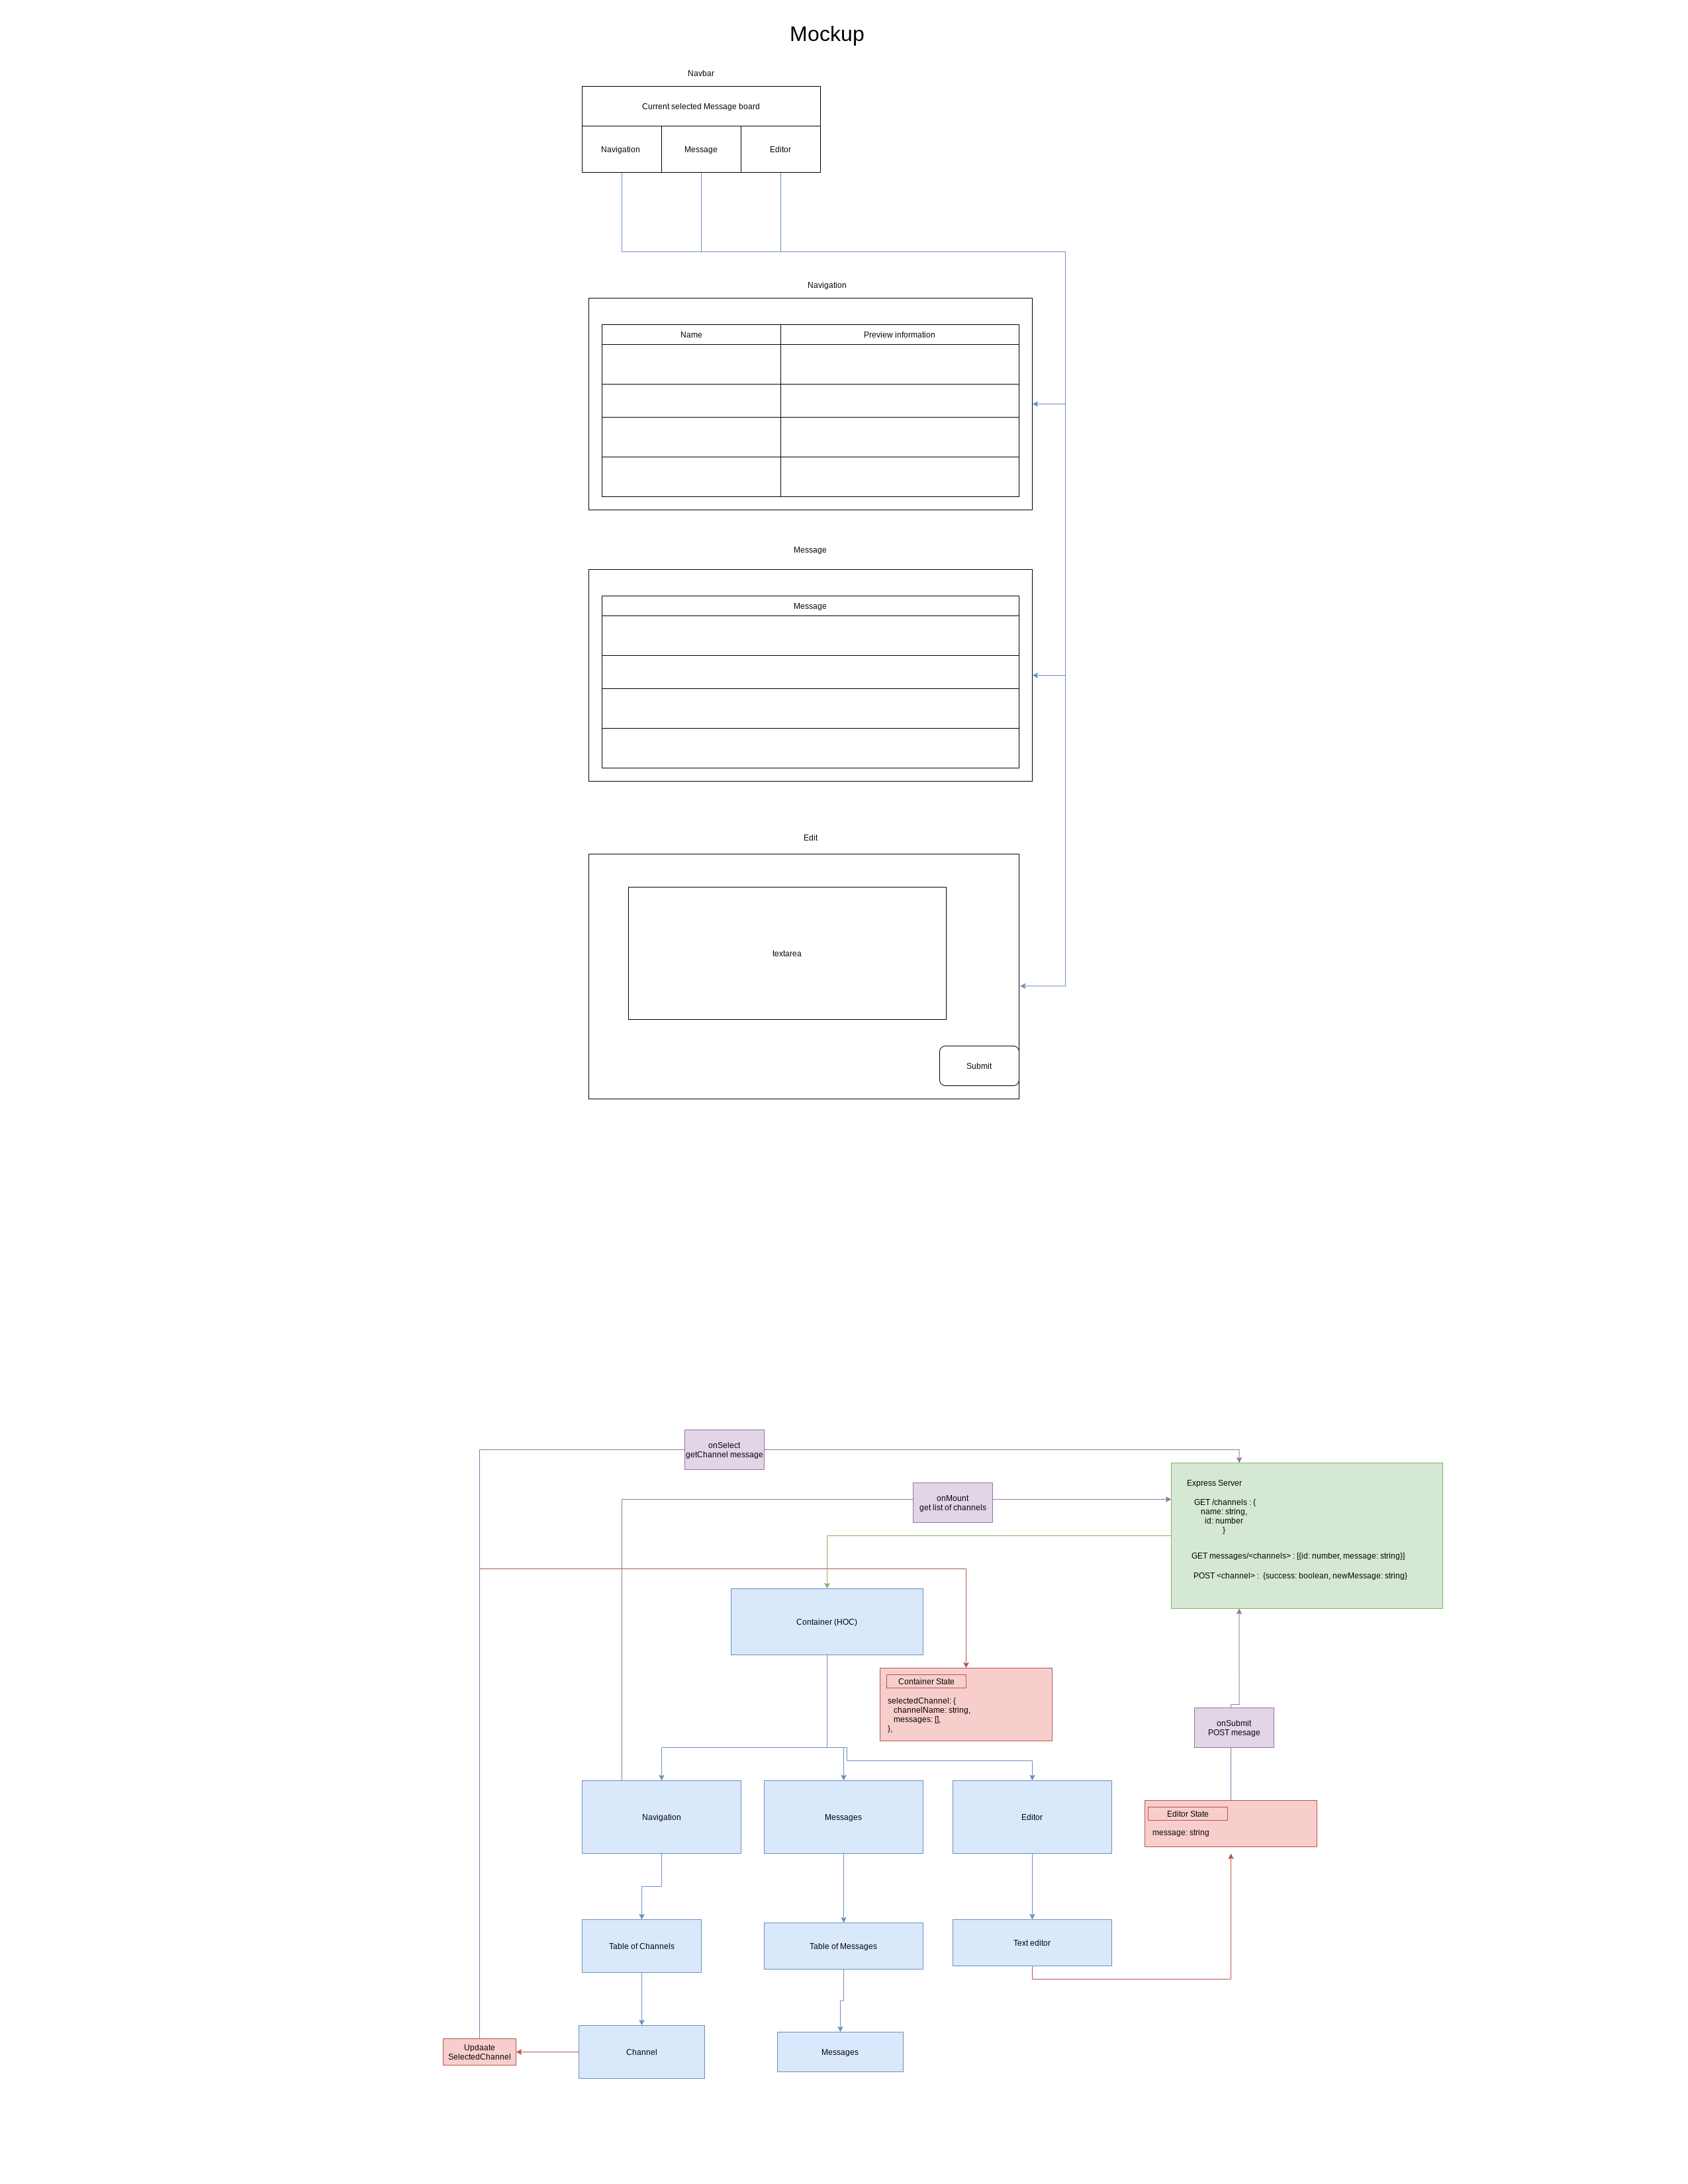 Mockup
Navbar
Current selected Message board
Navigation
Message
Editor
Navigation
Name
Preview information
Message
Message
Edit
textarea
Submit
onSelect
getChannel message
onMount
get list of channels
Express Server
GET /channels : {
name: string,
id: number
}
GET messages/<channels> : [{id: number, message: string}]
POST <channel> : {success: boolean, newMessage: string}
Container (HOC)
Container State
selectedChannel: {
channelName: string,
messages: [],
},
onSubmit
POST mesage
Navigation
Messages
Editor
Editor State
message: string
Table of Channels
Table of Messages
Text editor
Updaate
SelectedChannel
Channel
Messages